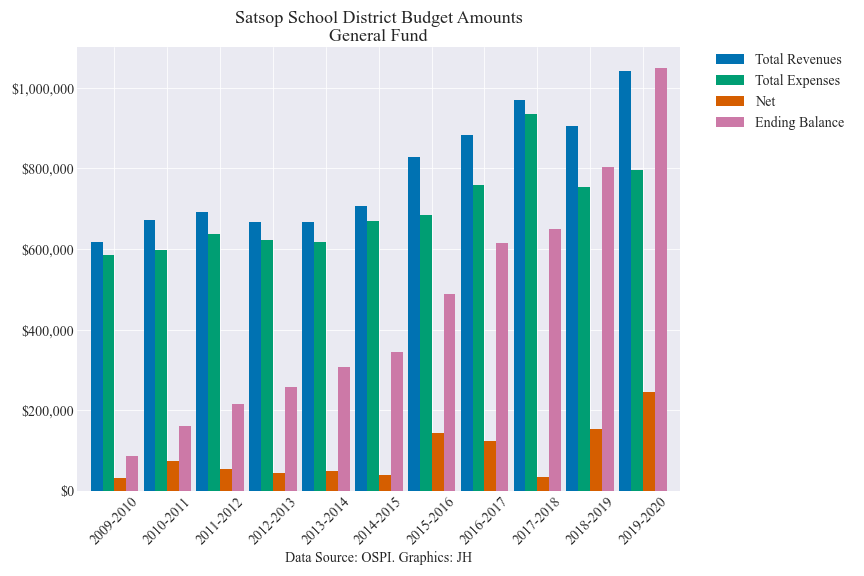 Satsop School District Budget Amounts
General Fund
Total Revenues
Total Expenses
Net
Ending Balance
$1,000,000
$800,000
$600,000
$400,000
$200,000
$0
2009-2010
2010-2011
2011-2012
2012-2013
2013-2014
2014-2015
2015-2016
2016-2017
2017-2018
2018-2019
2019-2020
Data Source: OSPI. Graphics: JH